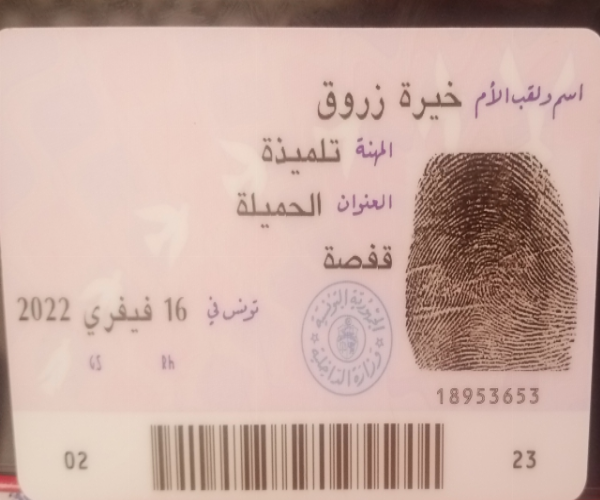 اسم ولقب الأم خيرة زروق
المهنة تلميذة
العنوان الحميلة
قفصة
تونس في 16 فيفري 2022
الجمهورية التونسية
وزارة الداخلية
18953653
02
23